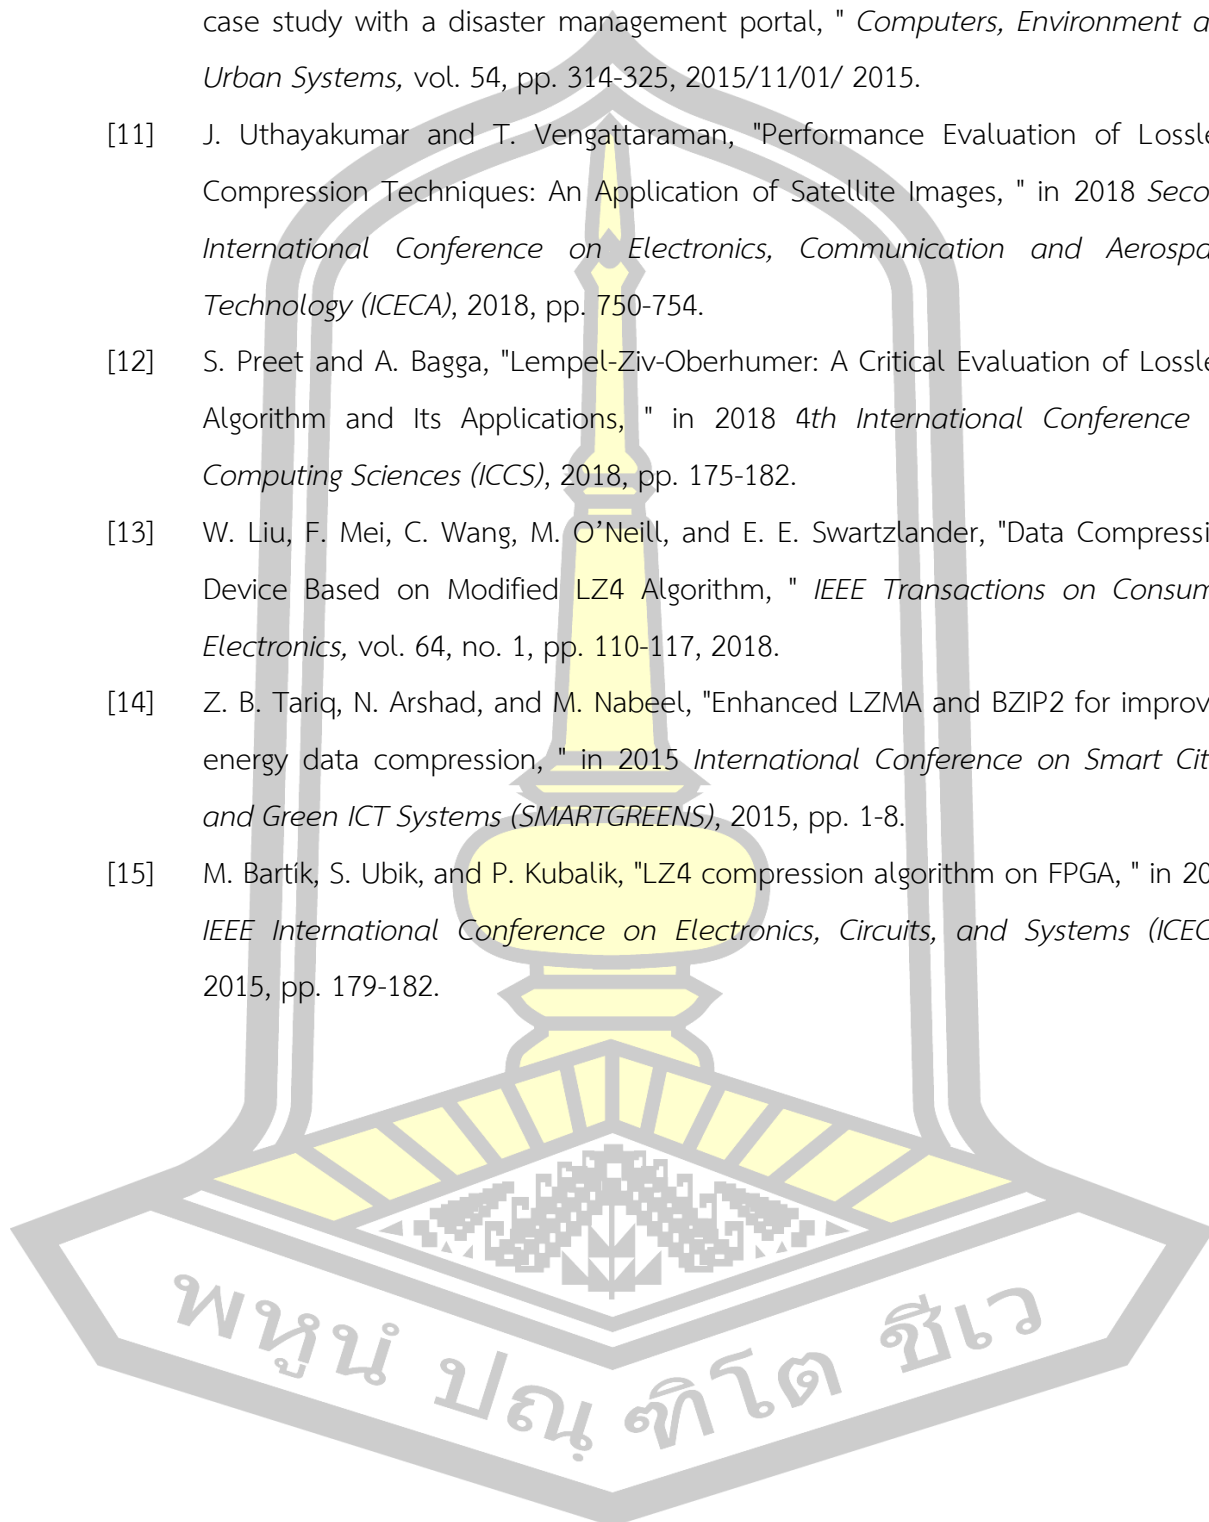 case study with a disaster management portal, " Computers, Environment a
Urban Systems, vol. 54, pp. 314-325, 2015/11/01/ 2015.
[11] J. Uthayakumar and T. Vengattaraman, "Performance Evaluation of Lossle
Compression Techniques: An Application of Satellite Images, " in 2018 Seco
International Conference on Electronics, Communication and Aerospa
Technology (ICECA), 2018, pp. 750-754.
[12] S. Preet and A. Bagga, "Lempel-Ziv-Oberhumer: A Critical Evaluation of Lossle
Algorithm and Its Applications, " in 2018 4th International Conference
Computing Sciences (ICCS), 2018, pp. 175-182.
[13] W. Liu, F. Mei, C. Wang, M. O’Neill, and E. E. Swartzlander, "Data Compressi
Device Based on Modified LZ4 Algorithm, " IEEE Transactions on Consum
Electronics, vol. 64, no. 1, pp. 110-117, 2018.
[14] Z. B. Tariq, N. Arshad, and M. Nabeel, "Enhanced LZMA and BZIP2 for improv
energy data compression, " in 2015 International Conference on Smart Cit
and Green ICT Systems (SMARTGREENS), 2015, pp. 1-8.
[15] M. Bartík, S. Ubik, and P. Kubalik, "LZ4 compression algorithm on FPGA, " in 20
IEEE International Conference on Electronics, Circuits, and Systems (ICEC
2015, pp. 179-182.
พหูนํ ปณฺ ฑิโต ชีเว